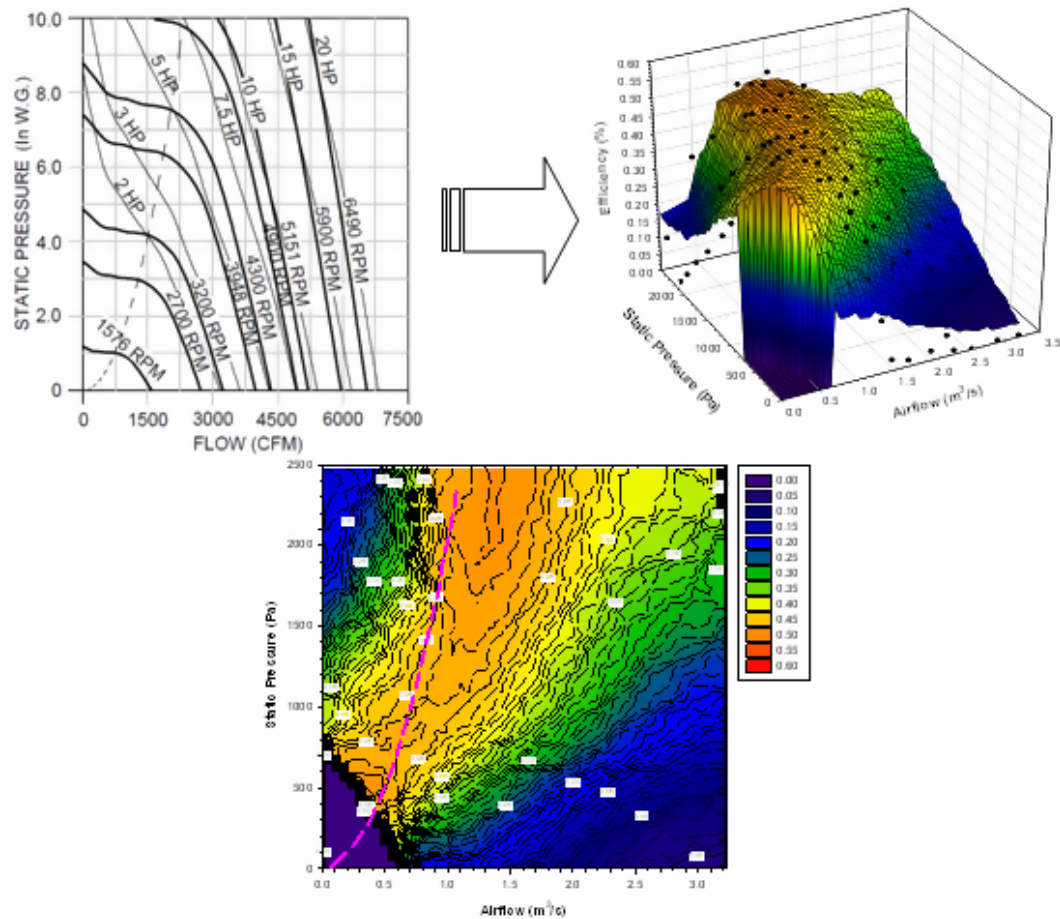 STATIC PRESSURE (In W.G.)
10.0
8.0
6.0
4.0
2.0
0
0 1500 3000 4500 6000 7500
FLOW (CFM)
2 HP
3 HP
5 HP
7.5 HP
10 HP
15 HP
20 HP
1576 RPM
2700 RPM
3200 RPM
3948 RPM
4300 RPM
4900 RPM
5151 RPM
5900 RPM
6490 RPM
Efficiency (%)
0.60
0.55
0.50
0.45
0.40
0.35
0.30
0.25
0.20
0.15
0.10
0.05
0.00
Static Pressure (Pa)
2000
1500
1000
500
0
0.0 0.5 1.0 1.5 2.0 2.5 3.0 3.5
Airflow (m³/s)
Static Pressure (Pa)
2500
2000
1500
1000
500
0
0.0 0.5 1.0 1.5 2.0 2.5 3.0
Airflow (m³/s)
0.00
0.05
0.10
0.15
0.20
0.25
0.30
0.35
0.40
0.45
0.50
0.55
0.60